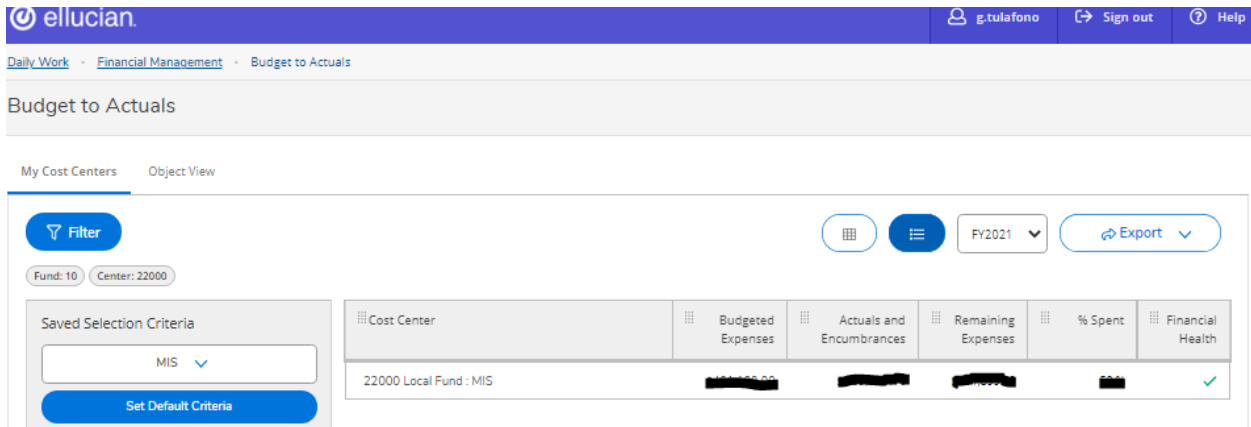 ellucian. g.tulafono Sign out Help
Daily Work · Financial Management · Budget to Actuals
Budget to Actuals
My Cost Centers Object View
Filter FY2021 Export
Fund: 10 Center: 22000
Saved Selection Criteria
MIS
Set Default Criteria
Cost Center Budgeted Expenses Actuals and Encumbrances Remaining Expenses % Spent Financial Health
22000 Local Fund : MIS